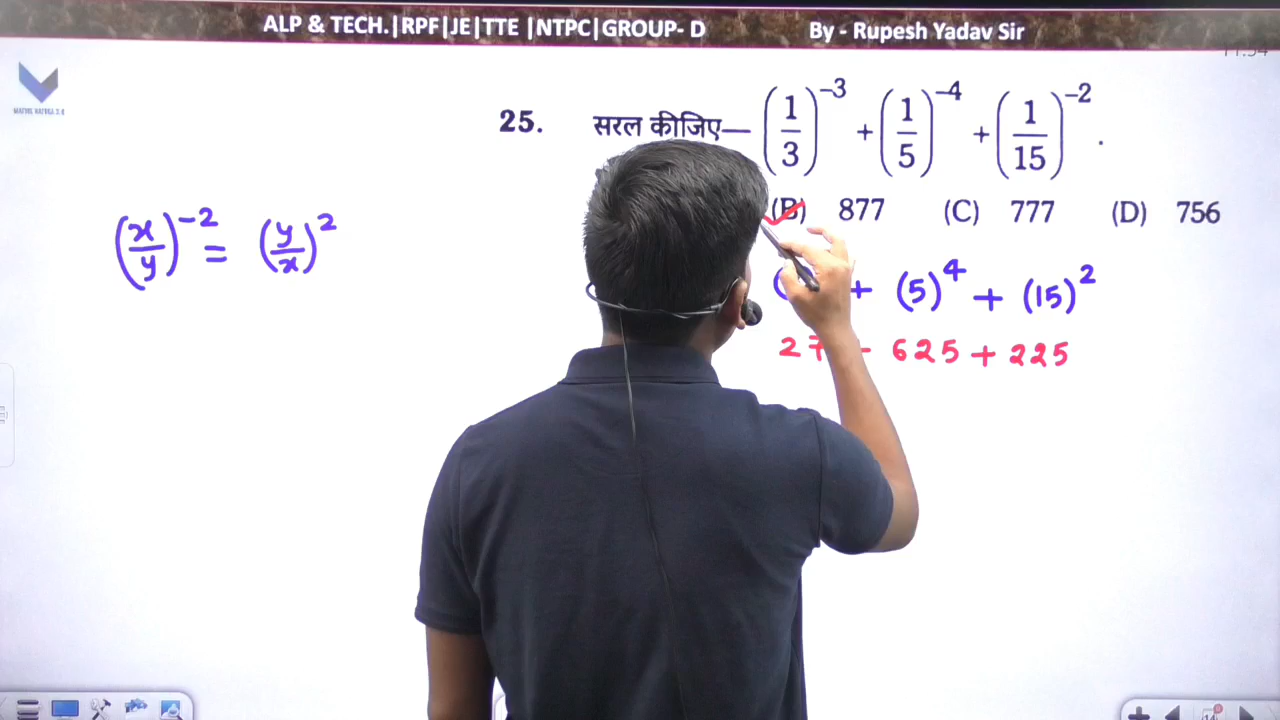 ALP & TECH.|RPF|JE|TTE |NTPC|GROUP- D By - Rupesh Yadav Sir
25. सरल कीजिए— (1/3)^-3 + (1/5)^-4 + (1/15)^-2 .
(B) 877 (C) 777 (D) 756
(x/y)^-2 = (y/x)^2
+ (5)^4 + (15)^2
27 + 625 + 225